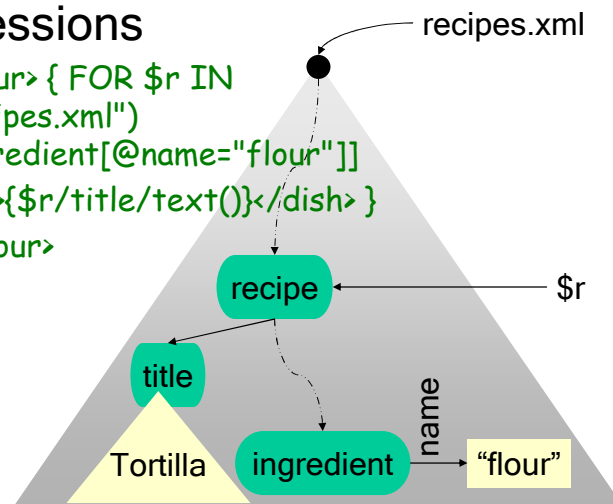 essions
recipes.xml
ur> { FOR $r IN
pes.xml")
redient[@name="flour"]]
>{$r/title/text()}</dish> }
our>
recipe
$r
title
name
Tortilla
ingredient
“flour”